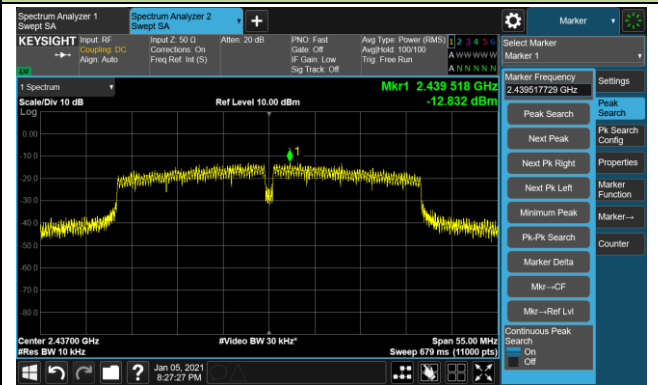 Spectrum Analyzer 1
Swept SA
Spectrum Analyzer 2
Swept SA
+
Marker
KEYSIGHT
Input: RF
Coupling: DC
Align: Auto
Input Z: 50 Ω
Corrections: On
Freq Ref: Int (S)
Atten: 20 dB
PNO: Fast
Gate: Off
IF Gain: Low
Sig Track: Off
Avg Type: Power (RMS)
Avg|Hold: 100/100
Trig: Free Run
1 2 3 4 5 6
A W W W W W
A N N N N N
Select Marker
Marker 1
1 Spectrum
Scale/Div 10 dB
Log
Ref Level 10.00 dBm
Mkr1 2.439 518 GHz
-12.832 dBm
0.00
-10.0
-20.0
-30.0
-40.0
-50.0
-60.0
-70.0
-80.0
1
Center 2.43700 GHz
#Res BW 10 kHz
#Video BW 30 kHz*
Span 55.00 MHz
Sweep 679 ms (11000 pts)
Marker Frequency
2.439517729 GHz
Peak Search
Next Peak
Next Pk Right
Next Pk Left
Minimum Peak
Pk-Pk Search
Marker Delta
Mkr→CF
Mkr→Ref Lvl
Continuous Peak
Search
On
Off
Settings
Peak
Search
Pk Search
Config
Properties
Marker
Function
Marker→
Counter
?
Jan 05, 2021
8:27:27 PM